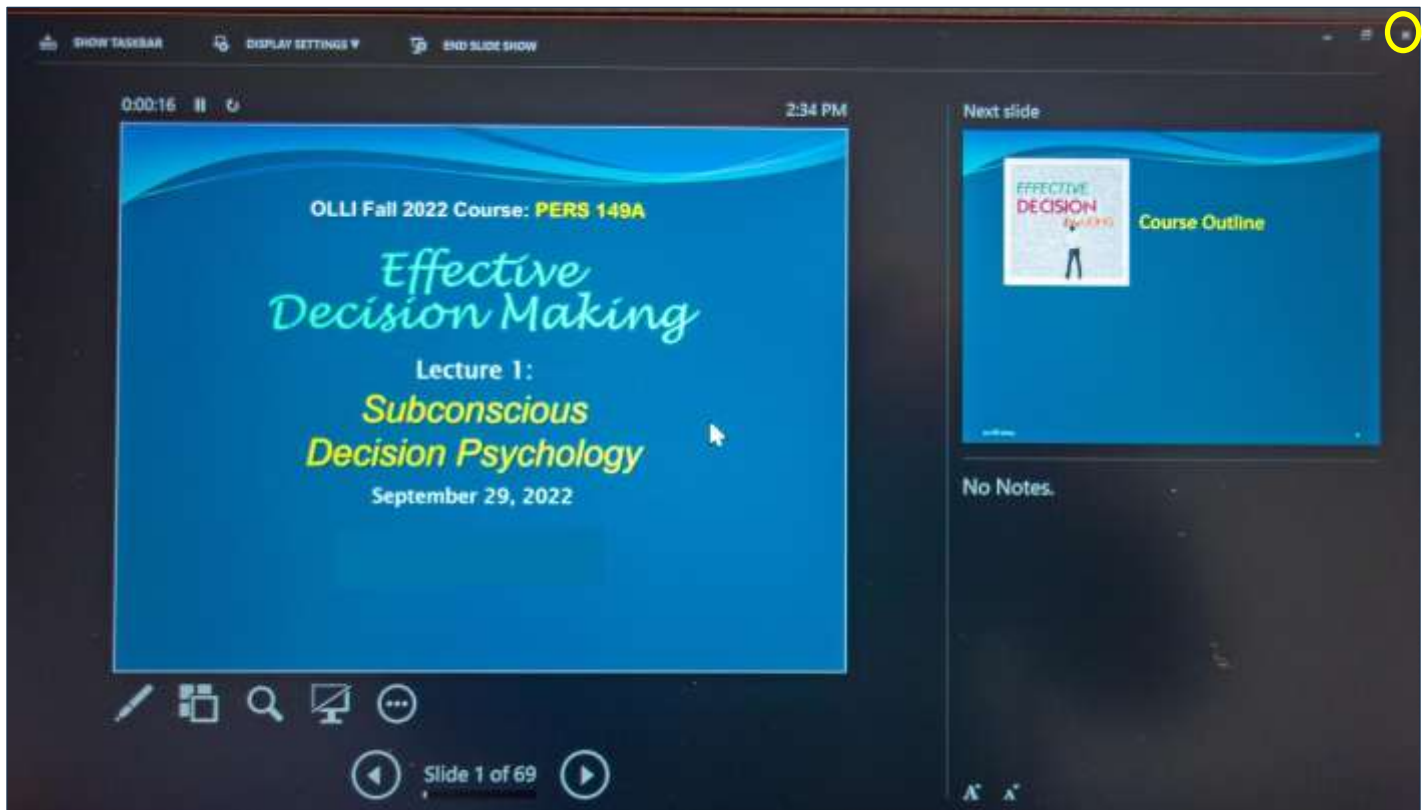 SHOW TASKBAR DISPLAY SETTINGS ▼ END SLIDE SHOW
0:00:16 2:34 PM
OLLI Fall 2022 Course: PERS 149A
Effective
Decision Making
Lecture 1:
Subconscious
Decision Psychology
September 29, 2022
Slide 1 of 69
Next slide
EFFECTIVE
DECISION
Course Outline
No Notes.
A A